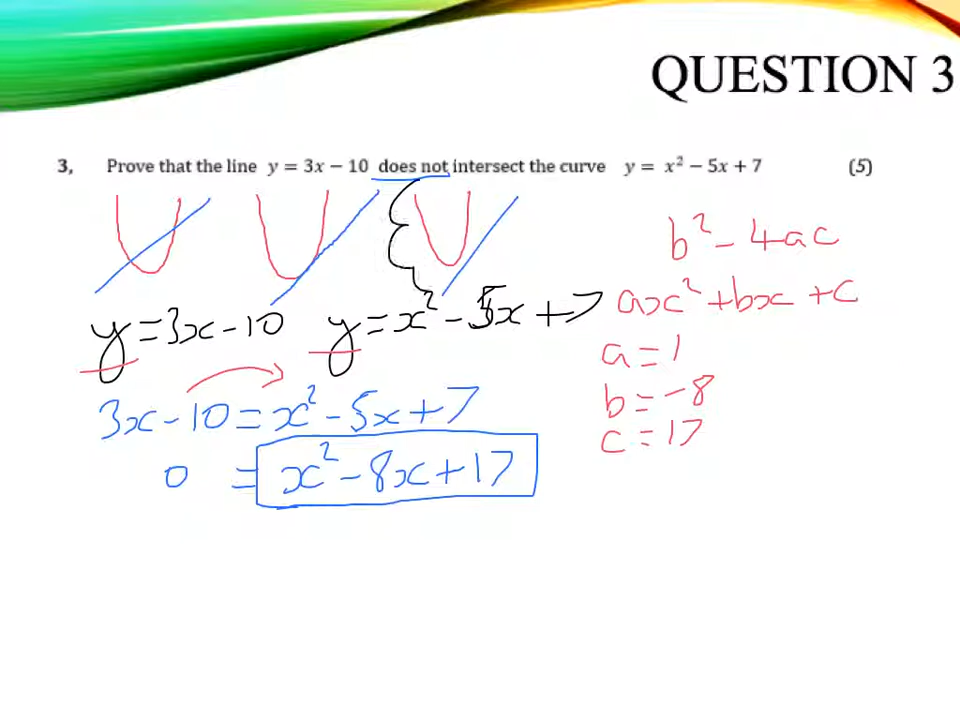 QUESTION 3
3, Prove that the line y = 3x − 10 does not intersect the curve y = x² − 5x + 7 (5)
b² − 4ac
y = 3x − 10 y = x² − 5x + 7
ax² + bx + c
a = 1
b = −8
c = 17
3x − 10 = x² − 5x + 7
0 = x² − 8x + 17